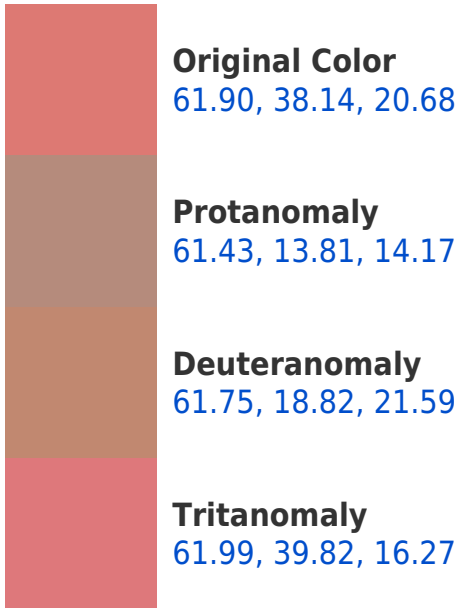 Original Color
61.90, 38.14, 20.68
Protanomaly
61.43, 13.81, 14.17
Deuteranomaly
61.75, 18.82, 21.59
Tritanomaly
61.99, 39.82, 16.27